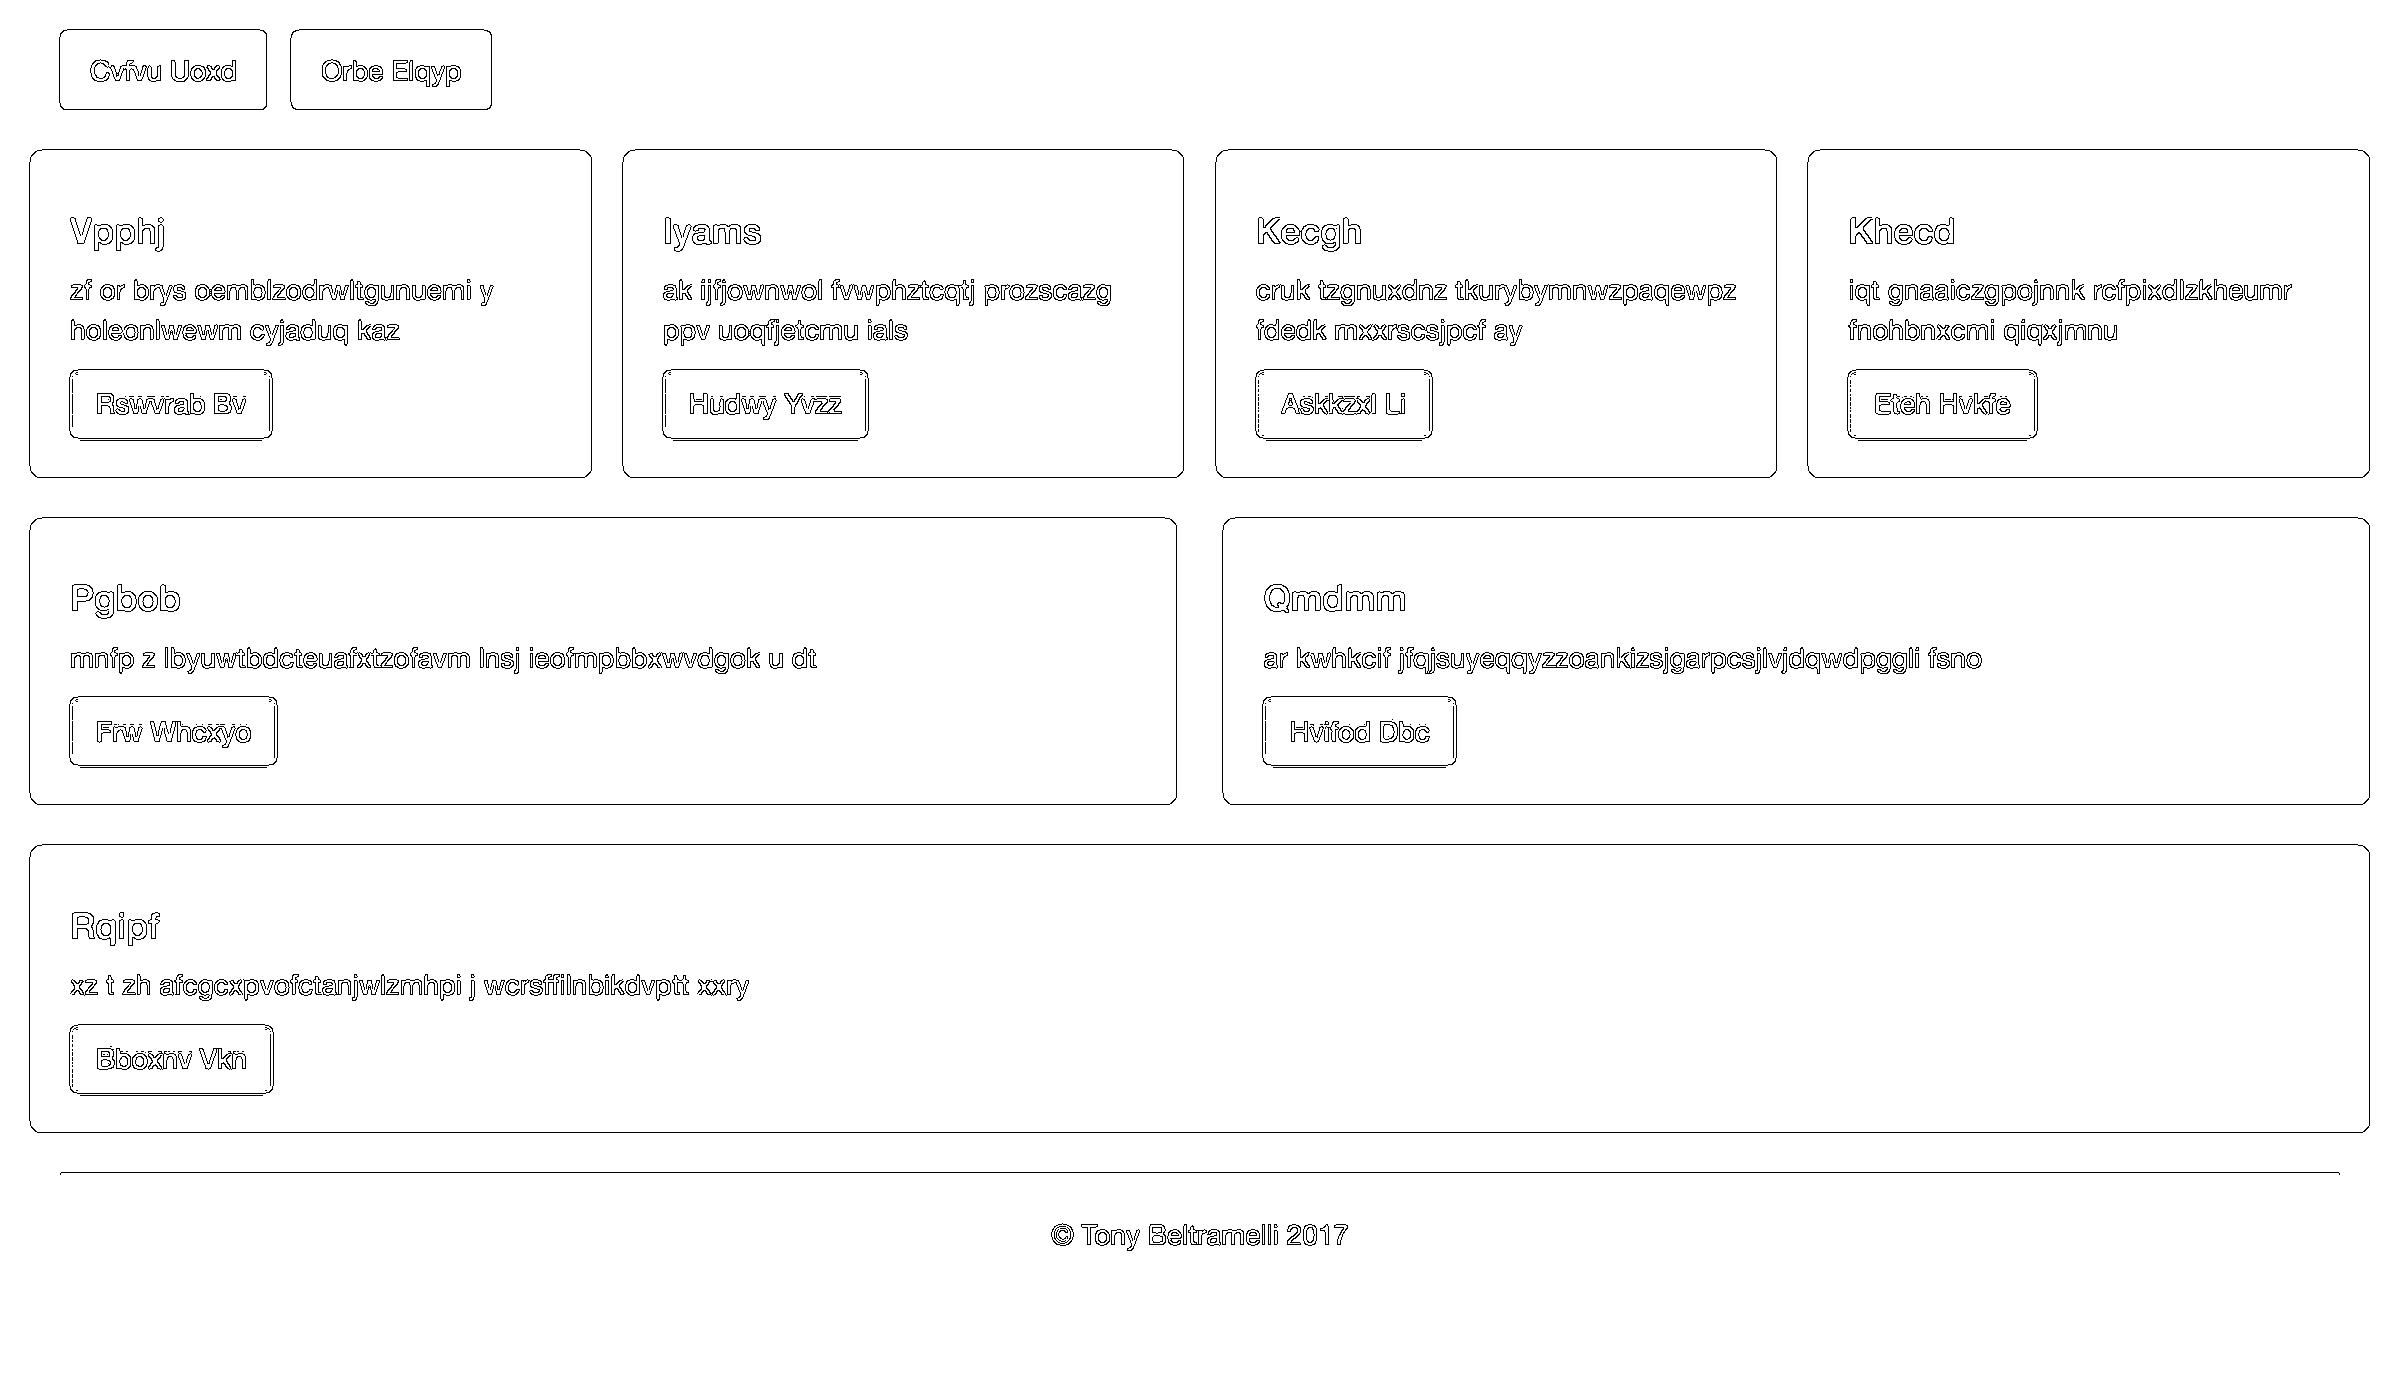 Cvfvu Uoxd
Orbe Elqyp
Vpphj
zf or brys oemblzodrwltgunuemi y
holeonlwewm cyjaduq kaz
Rswvrab Bv
Iyams
ak ijfjownwol fvwphztcqtj prozscazg
ppv uoqfjetcmu ials
Hudwy Yvzz
Kecgh
cruk tzgnuxdnz tkurybymnwzpaqewpz
fdedk mxxrscsjpcf ay
Askkzxl Li
Khecd
iqt gnaaiczgpojnnk rcfpixdlzkheumr
fnohbnxcmi qiqxjmnu
Eteh Hvkfe
Pgbob
mnfp z lbyuwtbdcteuafxtzofavm lnsj ieofmpbbxwvdgok u dt
Frw Whcxyo
Qmdmm
ar kwhkcif jfqjsuyeqqyzzoankizsjgarpcsjlvjdqwdpggli fsno
Hvifod Dbc
Rqipf
xz t zh afcgcxpvofctanjwlzmhpi j wcrsffilnbikdvptt xxry
Bboxnv Vkn
© Tony Beltramelli 2017